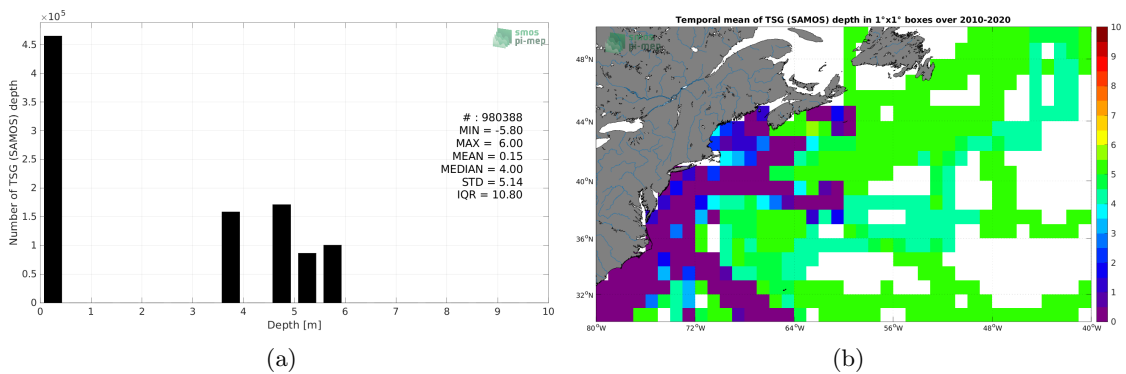 ×10^5
4.5
4
3.5
3
2.5
2
1.5
1
0.5
0
Number of TSG (SAMOS) depth
smos
pi-mep
# : 980388
MIN = -5.80
MAX = 6.00
MEAN = 0.15
MEDIAN = 4.00
STD = 5.14
IQR = 10.80
0 1 2 3 4 5 6 7 8 9 10
Depth [m]
(a)
Temporal mean of TSG (SAMOS) depth in 1°x1° boxes over 2010-2020
smos
pi-mep
48°N
44°N
40°N
36°N
32°N
80°W 72°W 64°W 56°W 48°W 40°W
10
9
8
7
6
5
4
3
2
1
0
(b)